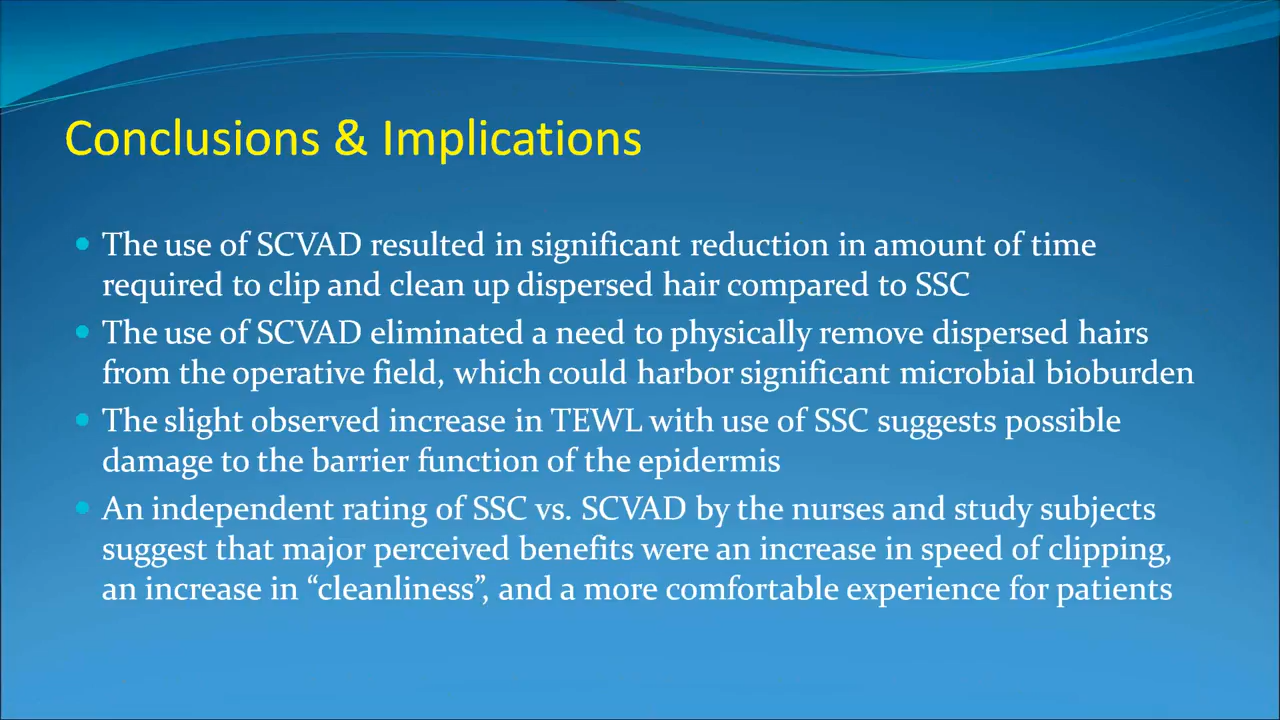 Conclusions & Implications
The use of SCVAD resulted in significant reduction in amount of time
required to clip and clean up dispersed hair compared to SSC
The use of SCVAD eliminated a need to physically remove dispersed hairs
from the operative field, which could harbor significant microbial bioburden
The slight observed increase in TEWL with use of SSC suggests possible
damage to the barrier function of the epidermis
An independent rating of SSC vs. SCVAD by the nurses and study subjects
suggest that major perceived benefits were an increase in speed of clipping,
an increase in “cleanliness”, and a more comfortable experience for patients